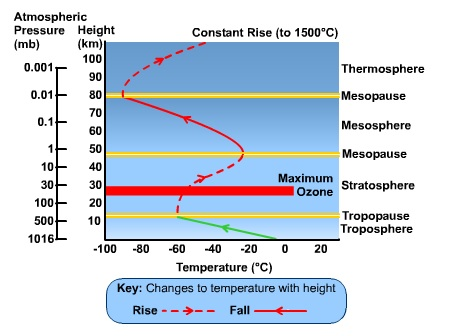 Atmospheric
Pressure
(mb)
Height
(km)
Constant Rise (to 1500°C)
100
0.001
90
Thermosphere
0.01
80
Mesopause
70
0.1
60
Mesosphere
1
50
Mesopause
10
40
Maximum
Ozone
30
30
Stratosphere
100
20
500
10
Tropopause
Troposphere
1016
-100
-80
-60
-40
-20
0
20
Temperature (°C)
Key: Changes to temperature with height
Rise
Fall